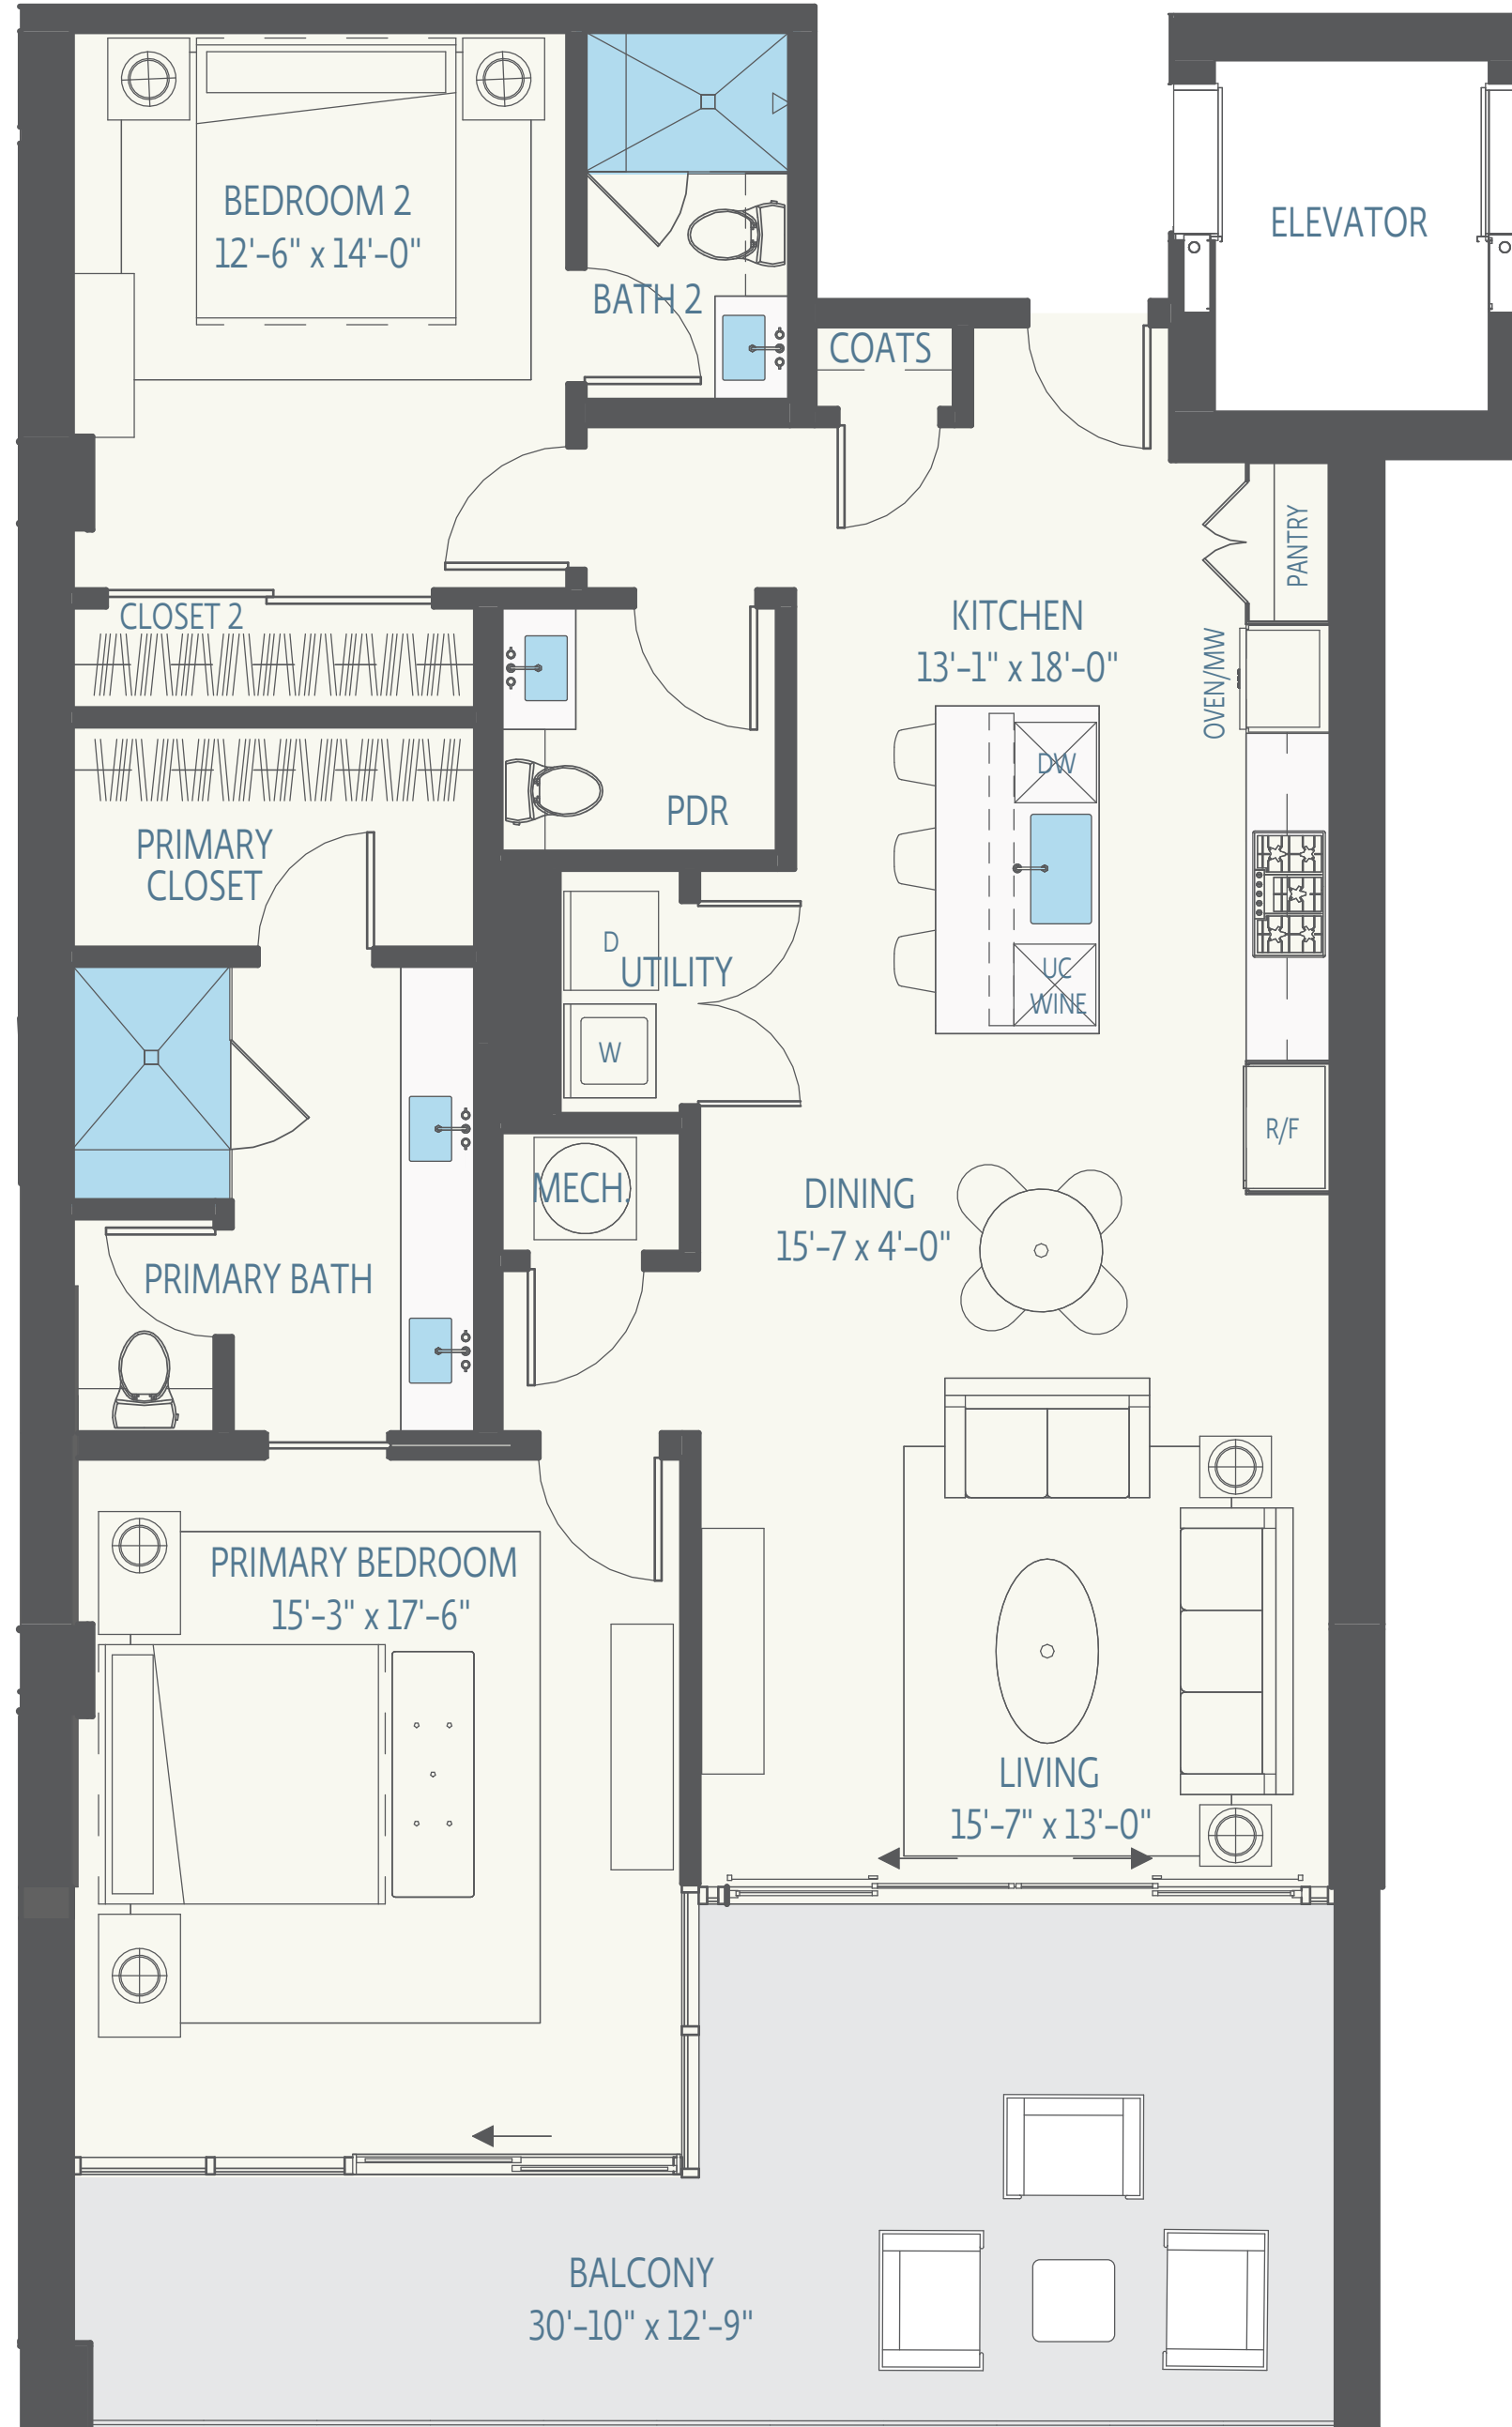 BEDROOM 2
12'-6" x 14'-0"
BATH 2
ELEVATOR
COATS
PANTRY
CLOSET 2
KITCHEN
13'-1" x 18'-0"
OVEN/MW
DW
PDR
PRIMARY
CLOSET
D
UTILITY
UC
WINE
W
R/F
MECH.
DINING
15'-7 x 4'-0"
PRIMARY BATH
PRIMARY BEDROOM
15'-3" x 17'-6"
LIVING
15'-7" x 13'-0"
BALCONY
30'-10" x 12'-9"